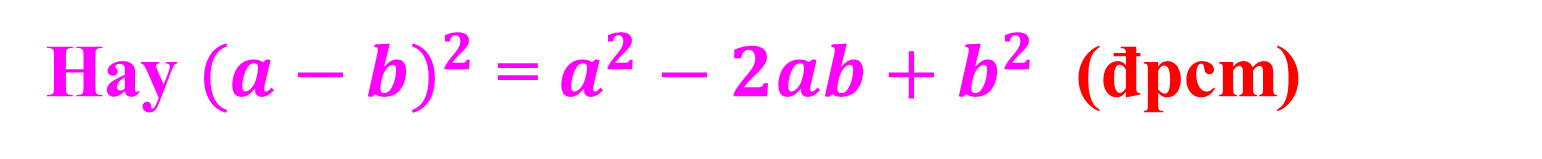 Hay (a − b)² = a² − 2ab + b² (đpcm)